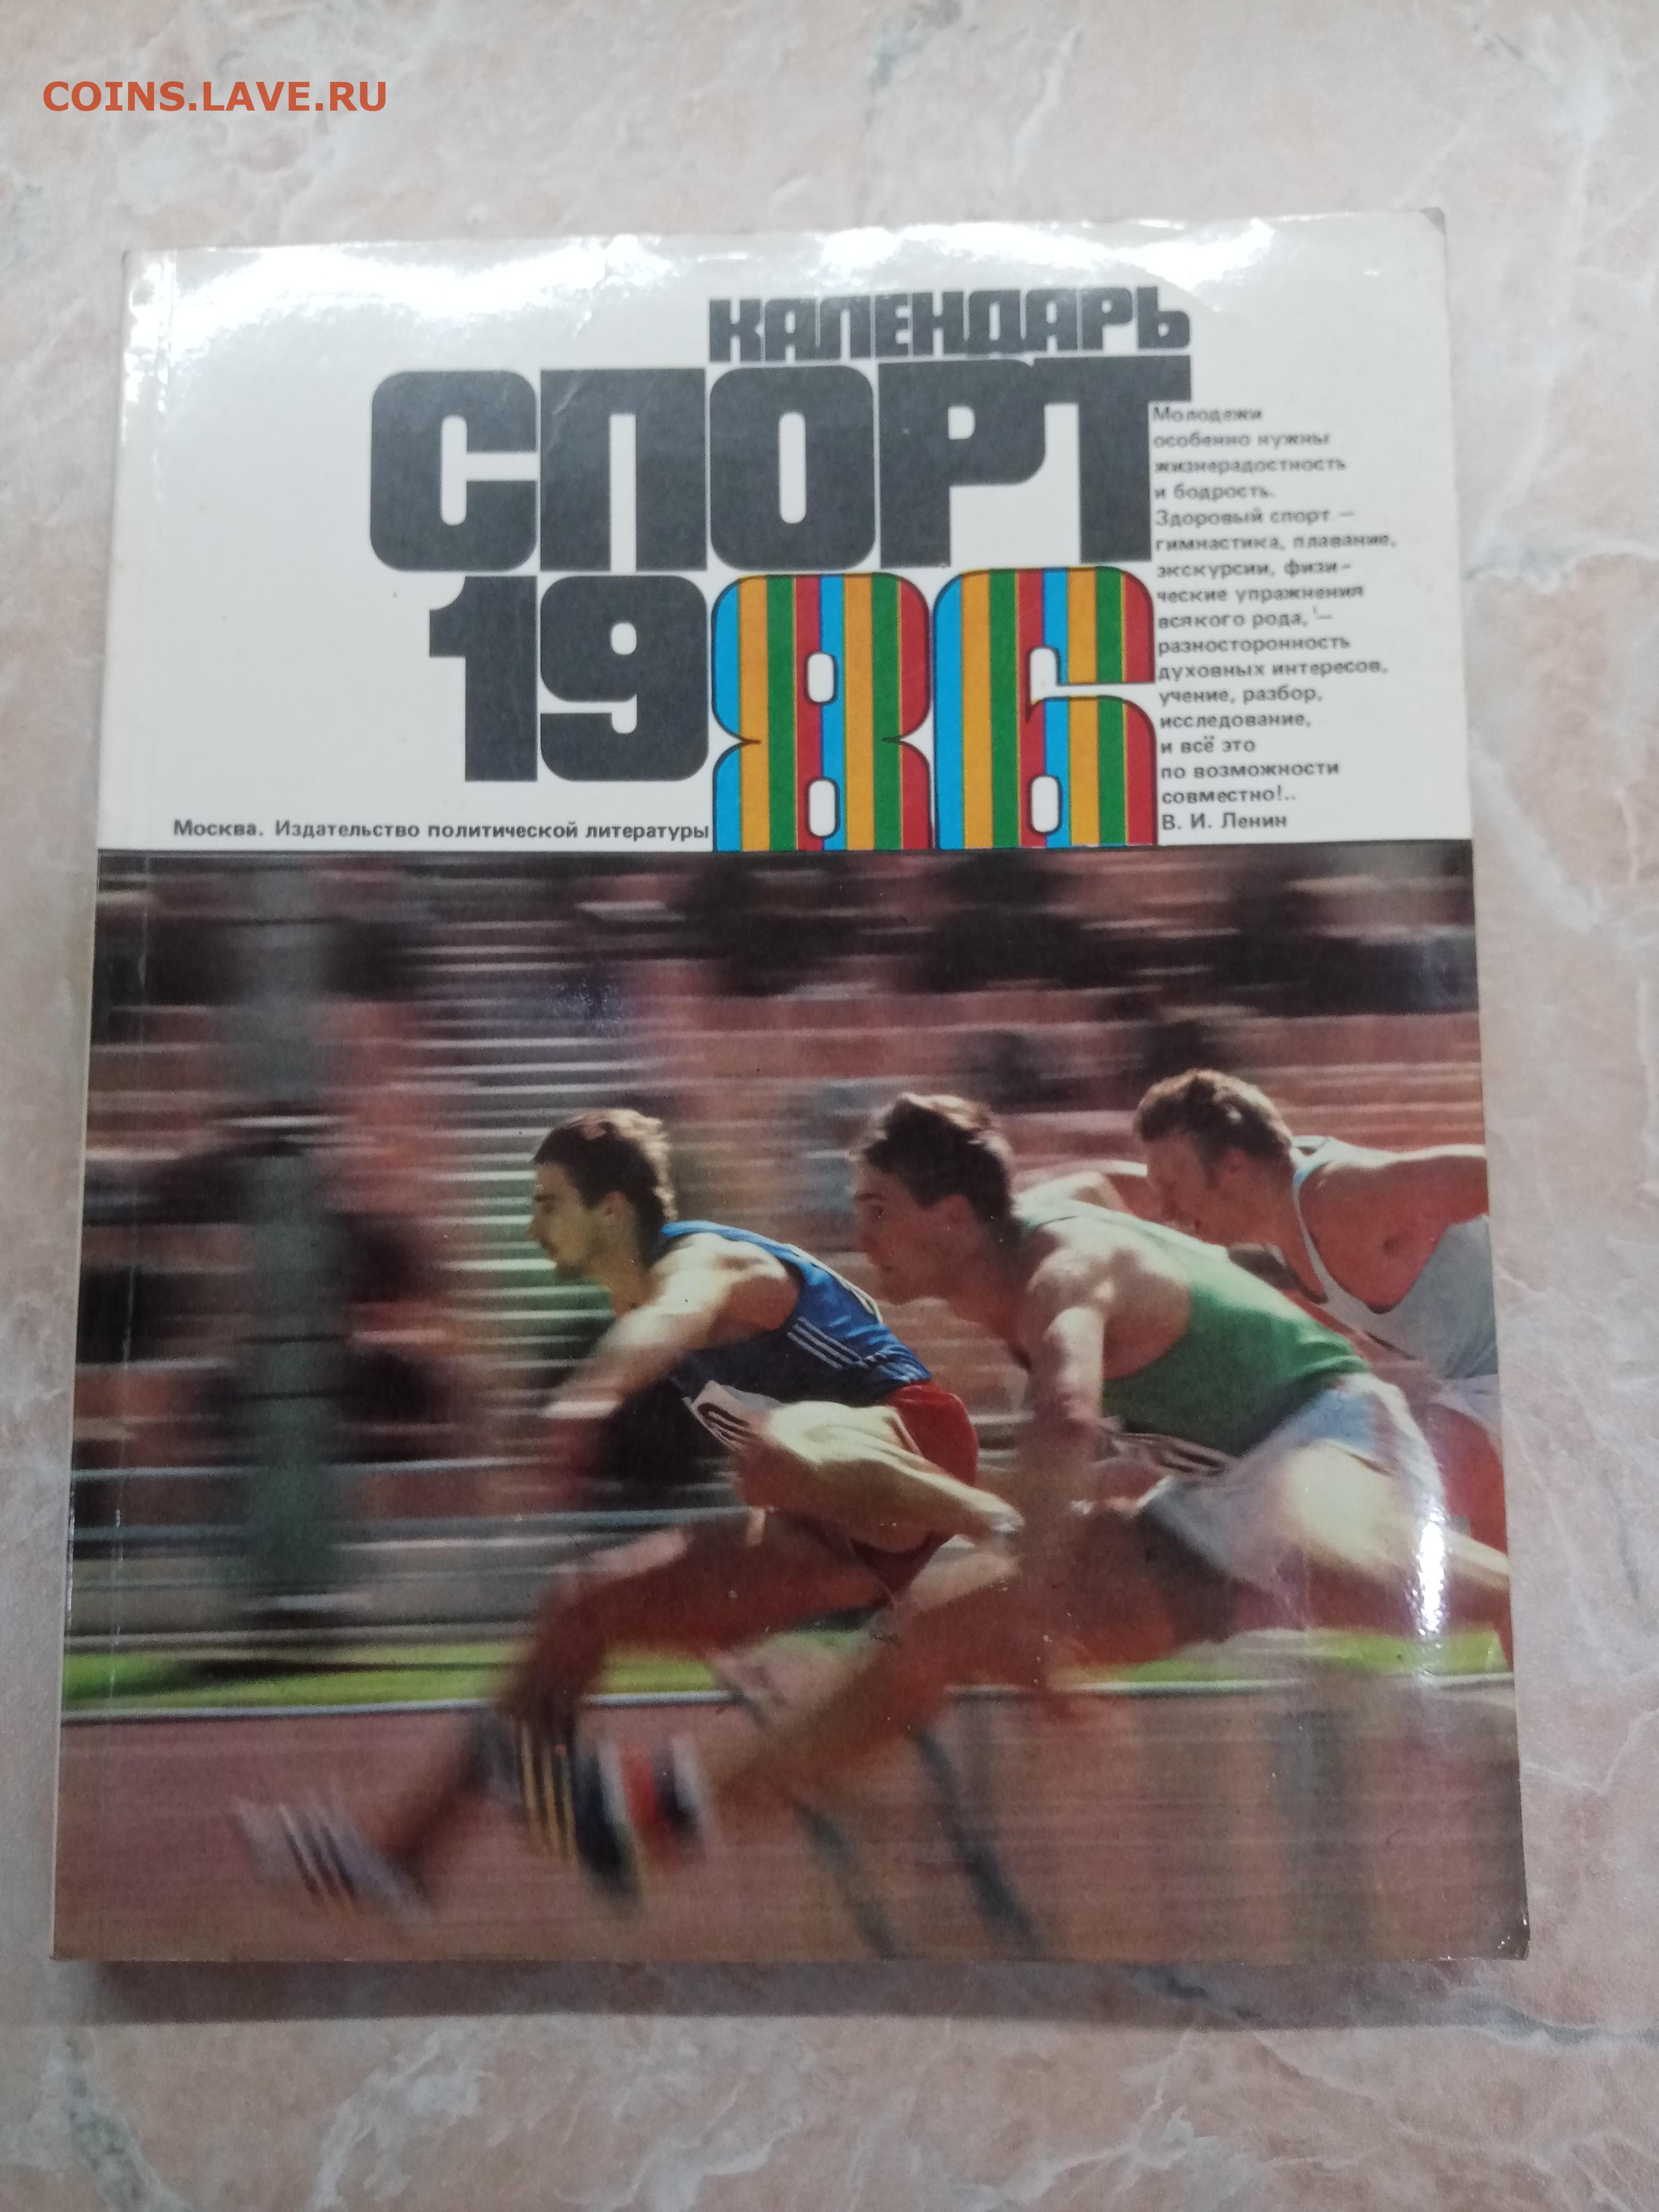 COINS.LAVE.RU
КАЛЕНДАРЬ
СПОРТ
1986
Молодежи
особенно нужны
жизнерадостность
и бодрость.
Здоровый спорт —
гимнастика, плавание,
экскурсии, физи-
ческие упражнения
всякого рода, —
разносторонность
духовных интересов,
учение, разбор,
исследование,
и всё это
по возможности
совместно!..
В. И. Ленин
Москва. Издательство политической литературы